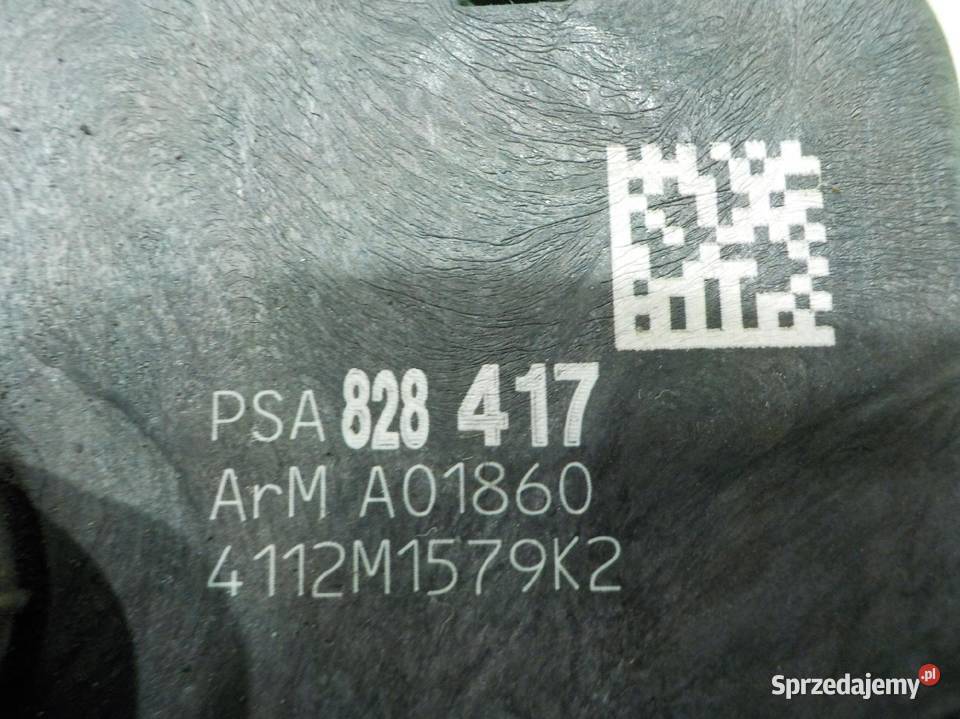 PSA 828 417
ArM A01860
4112M1579K2
Sprzedajemy.pl